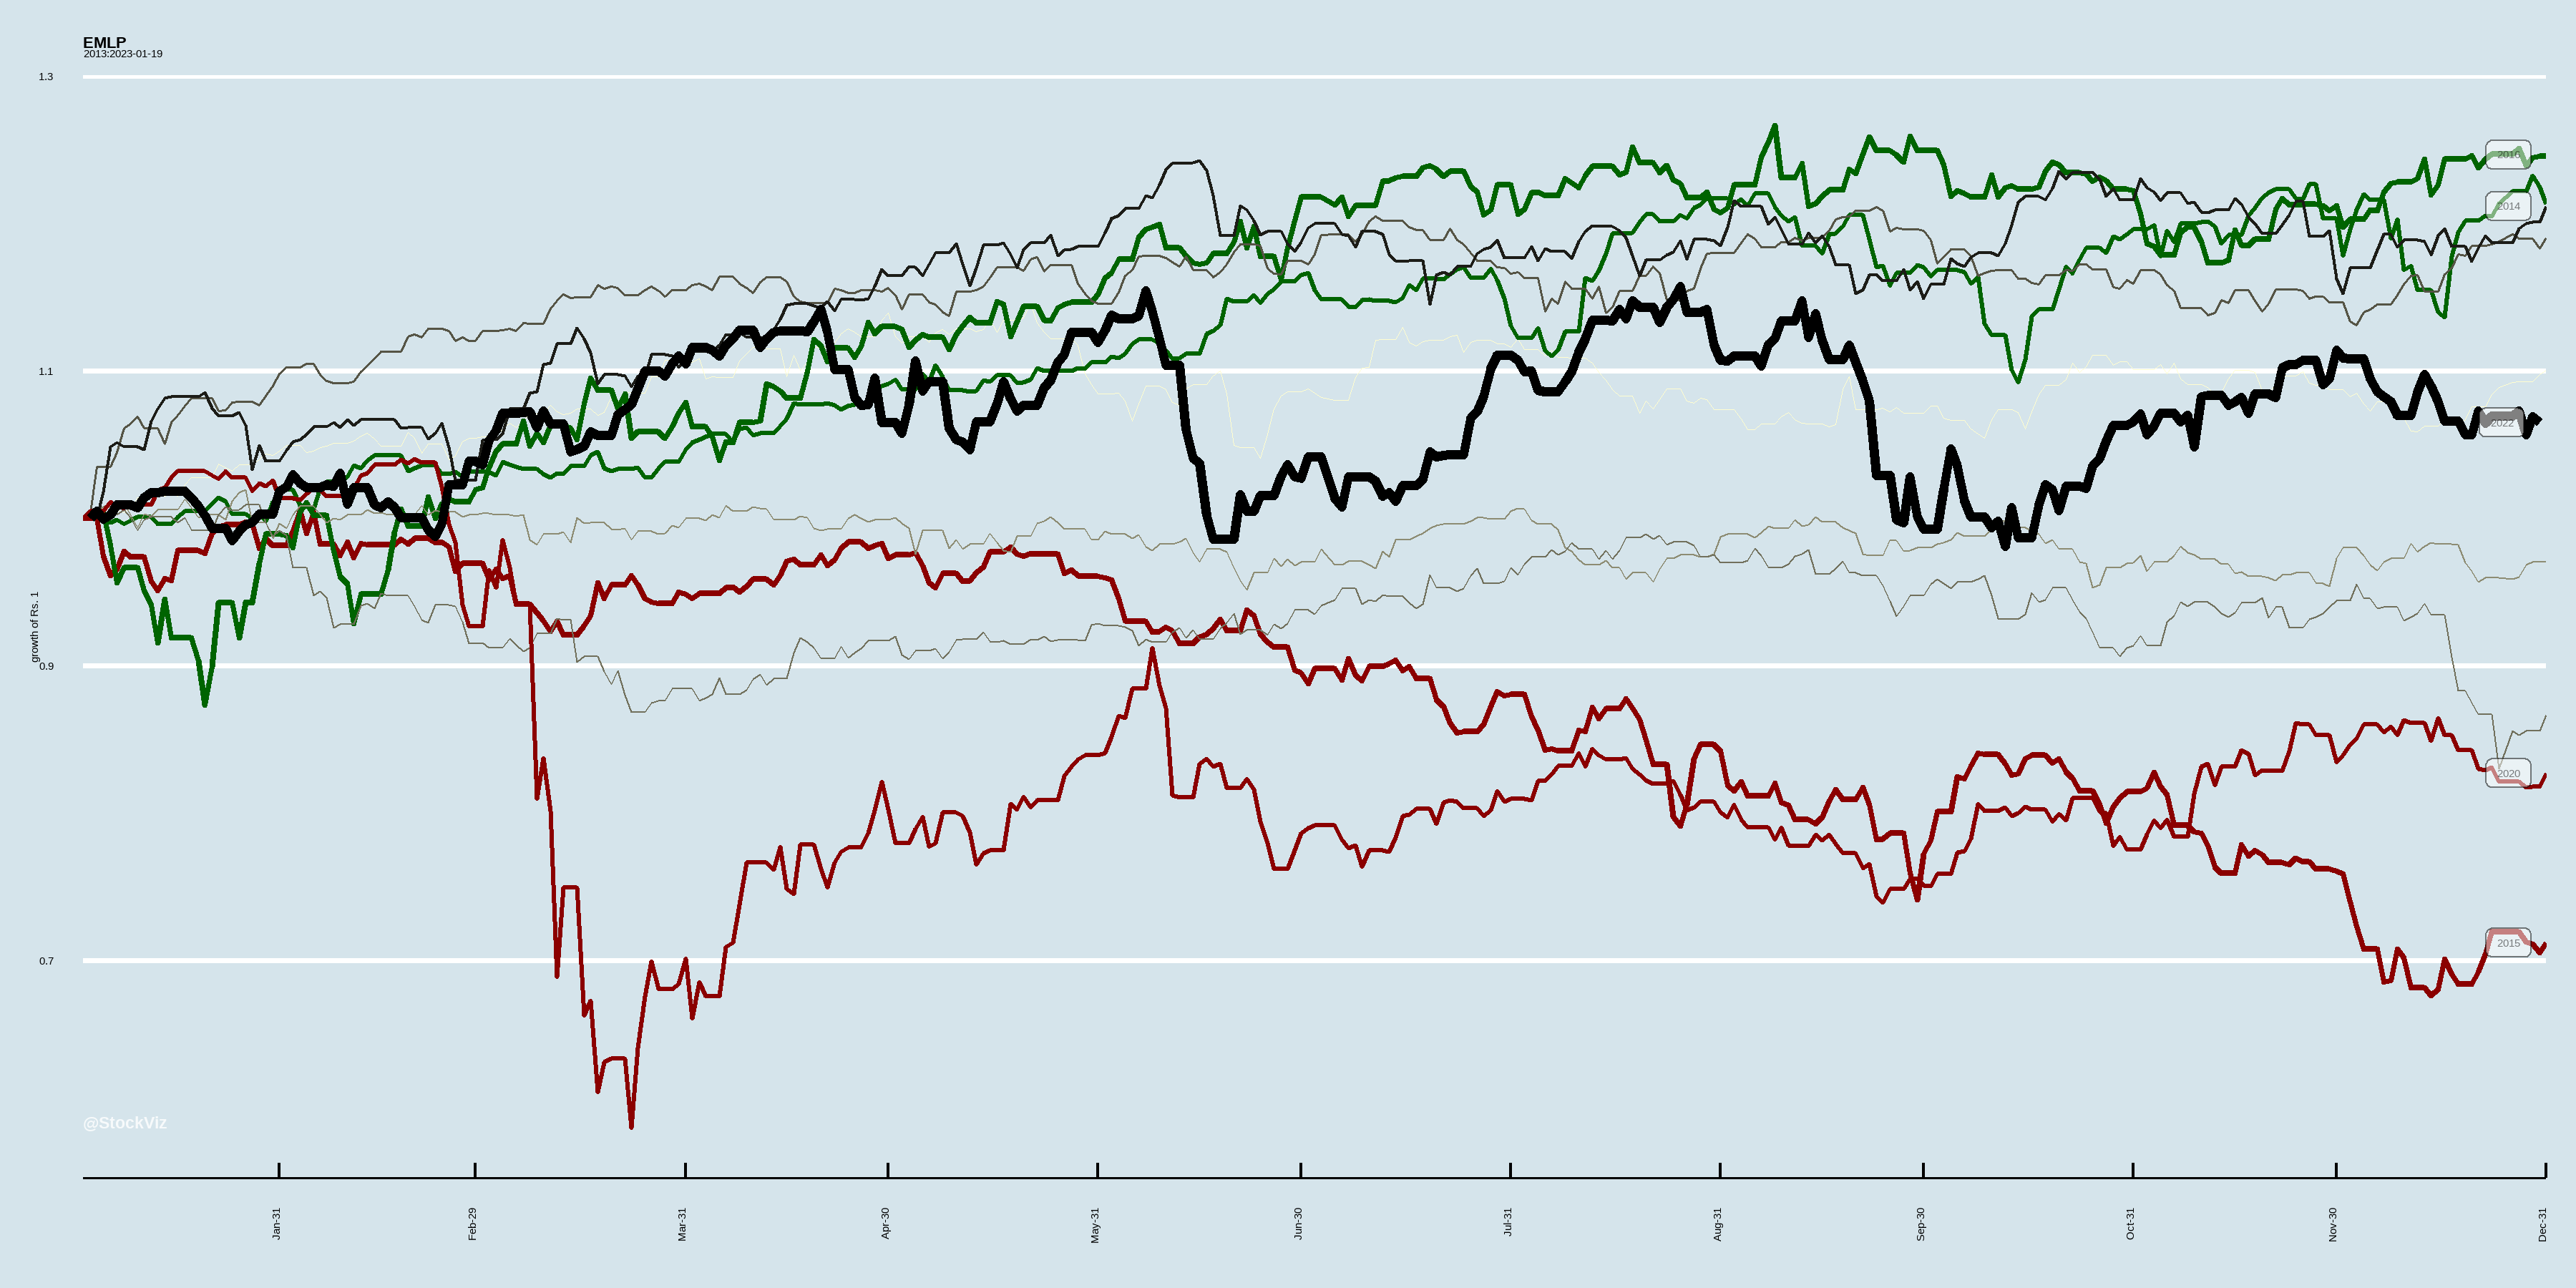 EMLP
2013:2023-01-19
1.3
1.1
0.9
0.7
growth of Rs. 1
2016
2014
2022
2020
2015
@StockViz
Jan-31
Feb-29
Mar-31
Apr-30
May-31
Jun-30
Jul-31
Aug-31
Sep-30
Oct-31
Nov-30
Dec-31